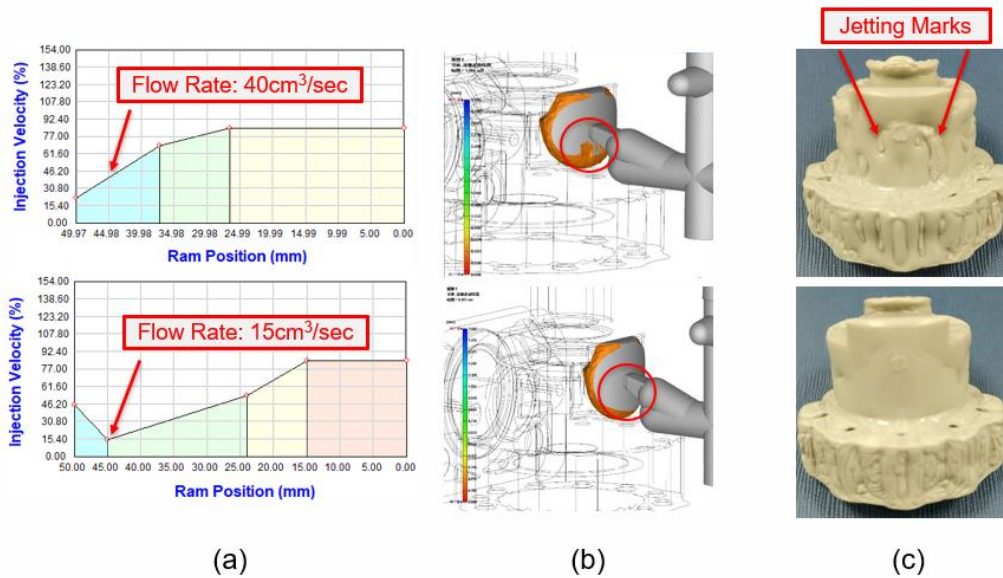 154.00
138.60
123.20
107.80
92.40
77.00
61.60
46.20
30.80
15.40
0.00
Injection Velocity (%)
Flow Rate: 40cm³/sec
49.97 44.98 39.98 34.98 29.98 24.99 19.99 14.99 9.99 5.00 0.00
Ram Position (mm)
Jetting Marks
154.00
138.60
123.20
107.80
92.40
77.00
61.60
46.20
30.80
15.40
0.00
Injection Velocity (%)
Flow Rate: 15cm³/sec
50.00 45.00 40.00 35.00 30.00 25.00 20.00 15.00 10.00 5.00 0.00
Ram Position (mm)
(a)
(b)
(c)